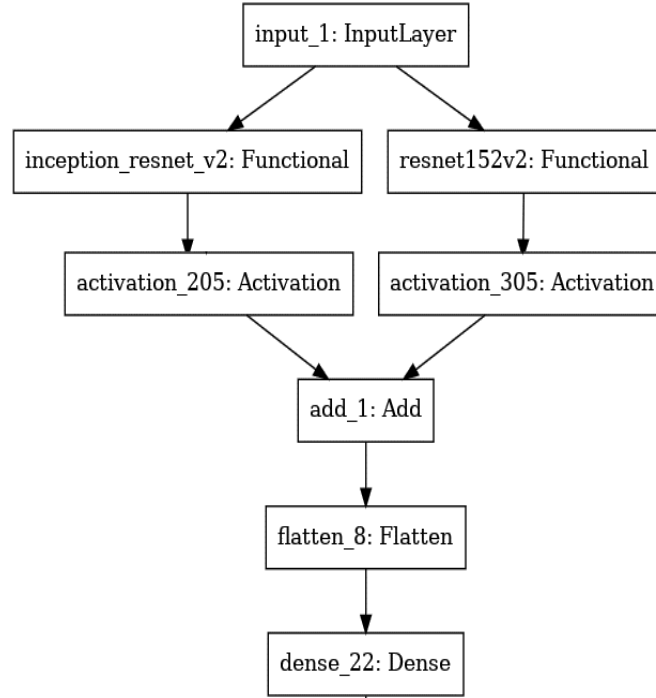 input_1: InputLayer
inception_resnet_v2: Functional
resnet152v2: Functional
activation_205: Activation
activation_305: Activation
add_1: Add
flatten_8: Flatten
dense_22: Dense